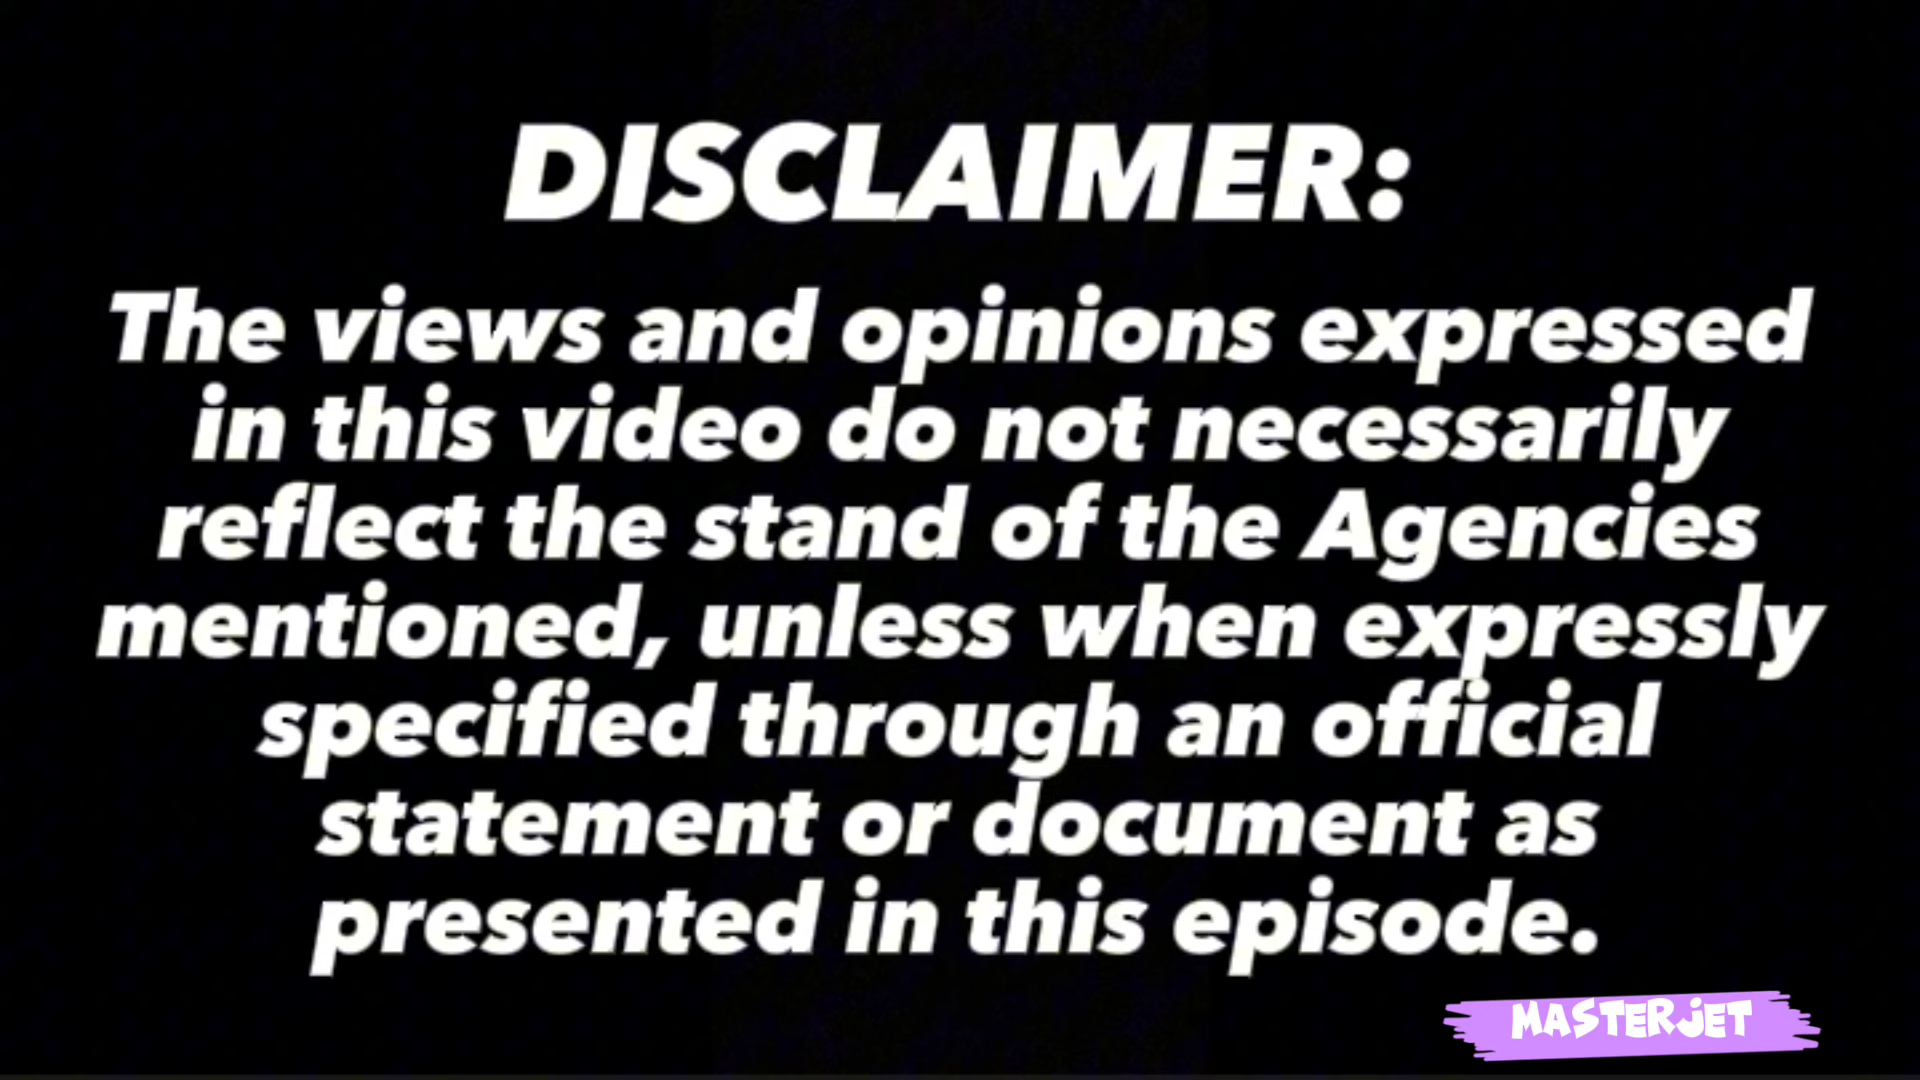 DISCLAIMER:
The views and opinions expressed
in this video do not necessarily
reflect the stand of the Agencies
mentioned, unless when expressly
specified through an official
statement or document as
presented in this episode.
MASTERJET